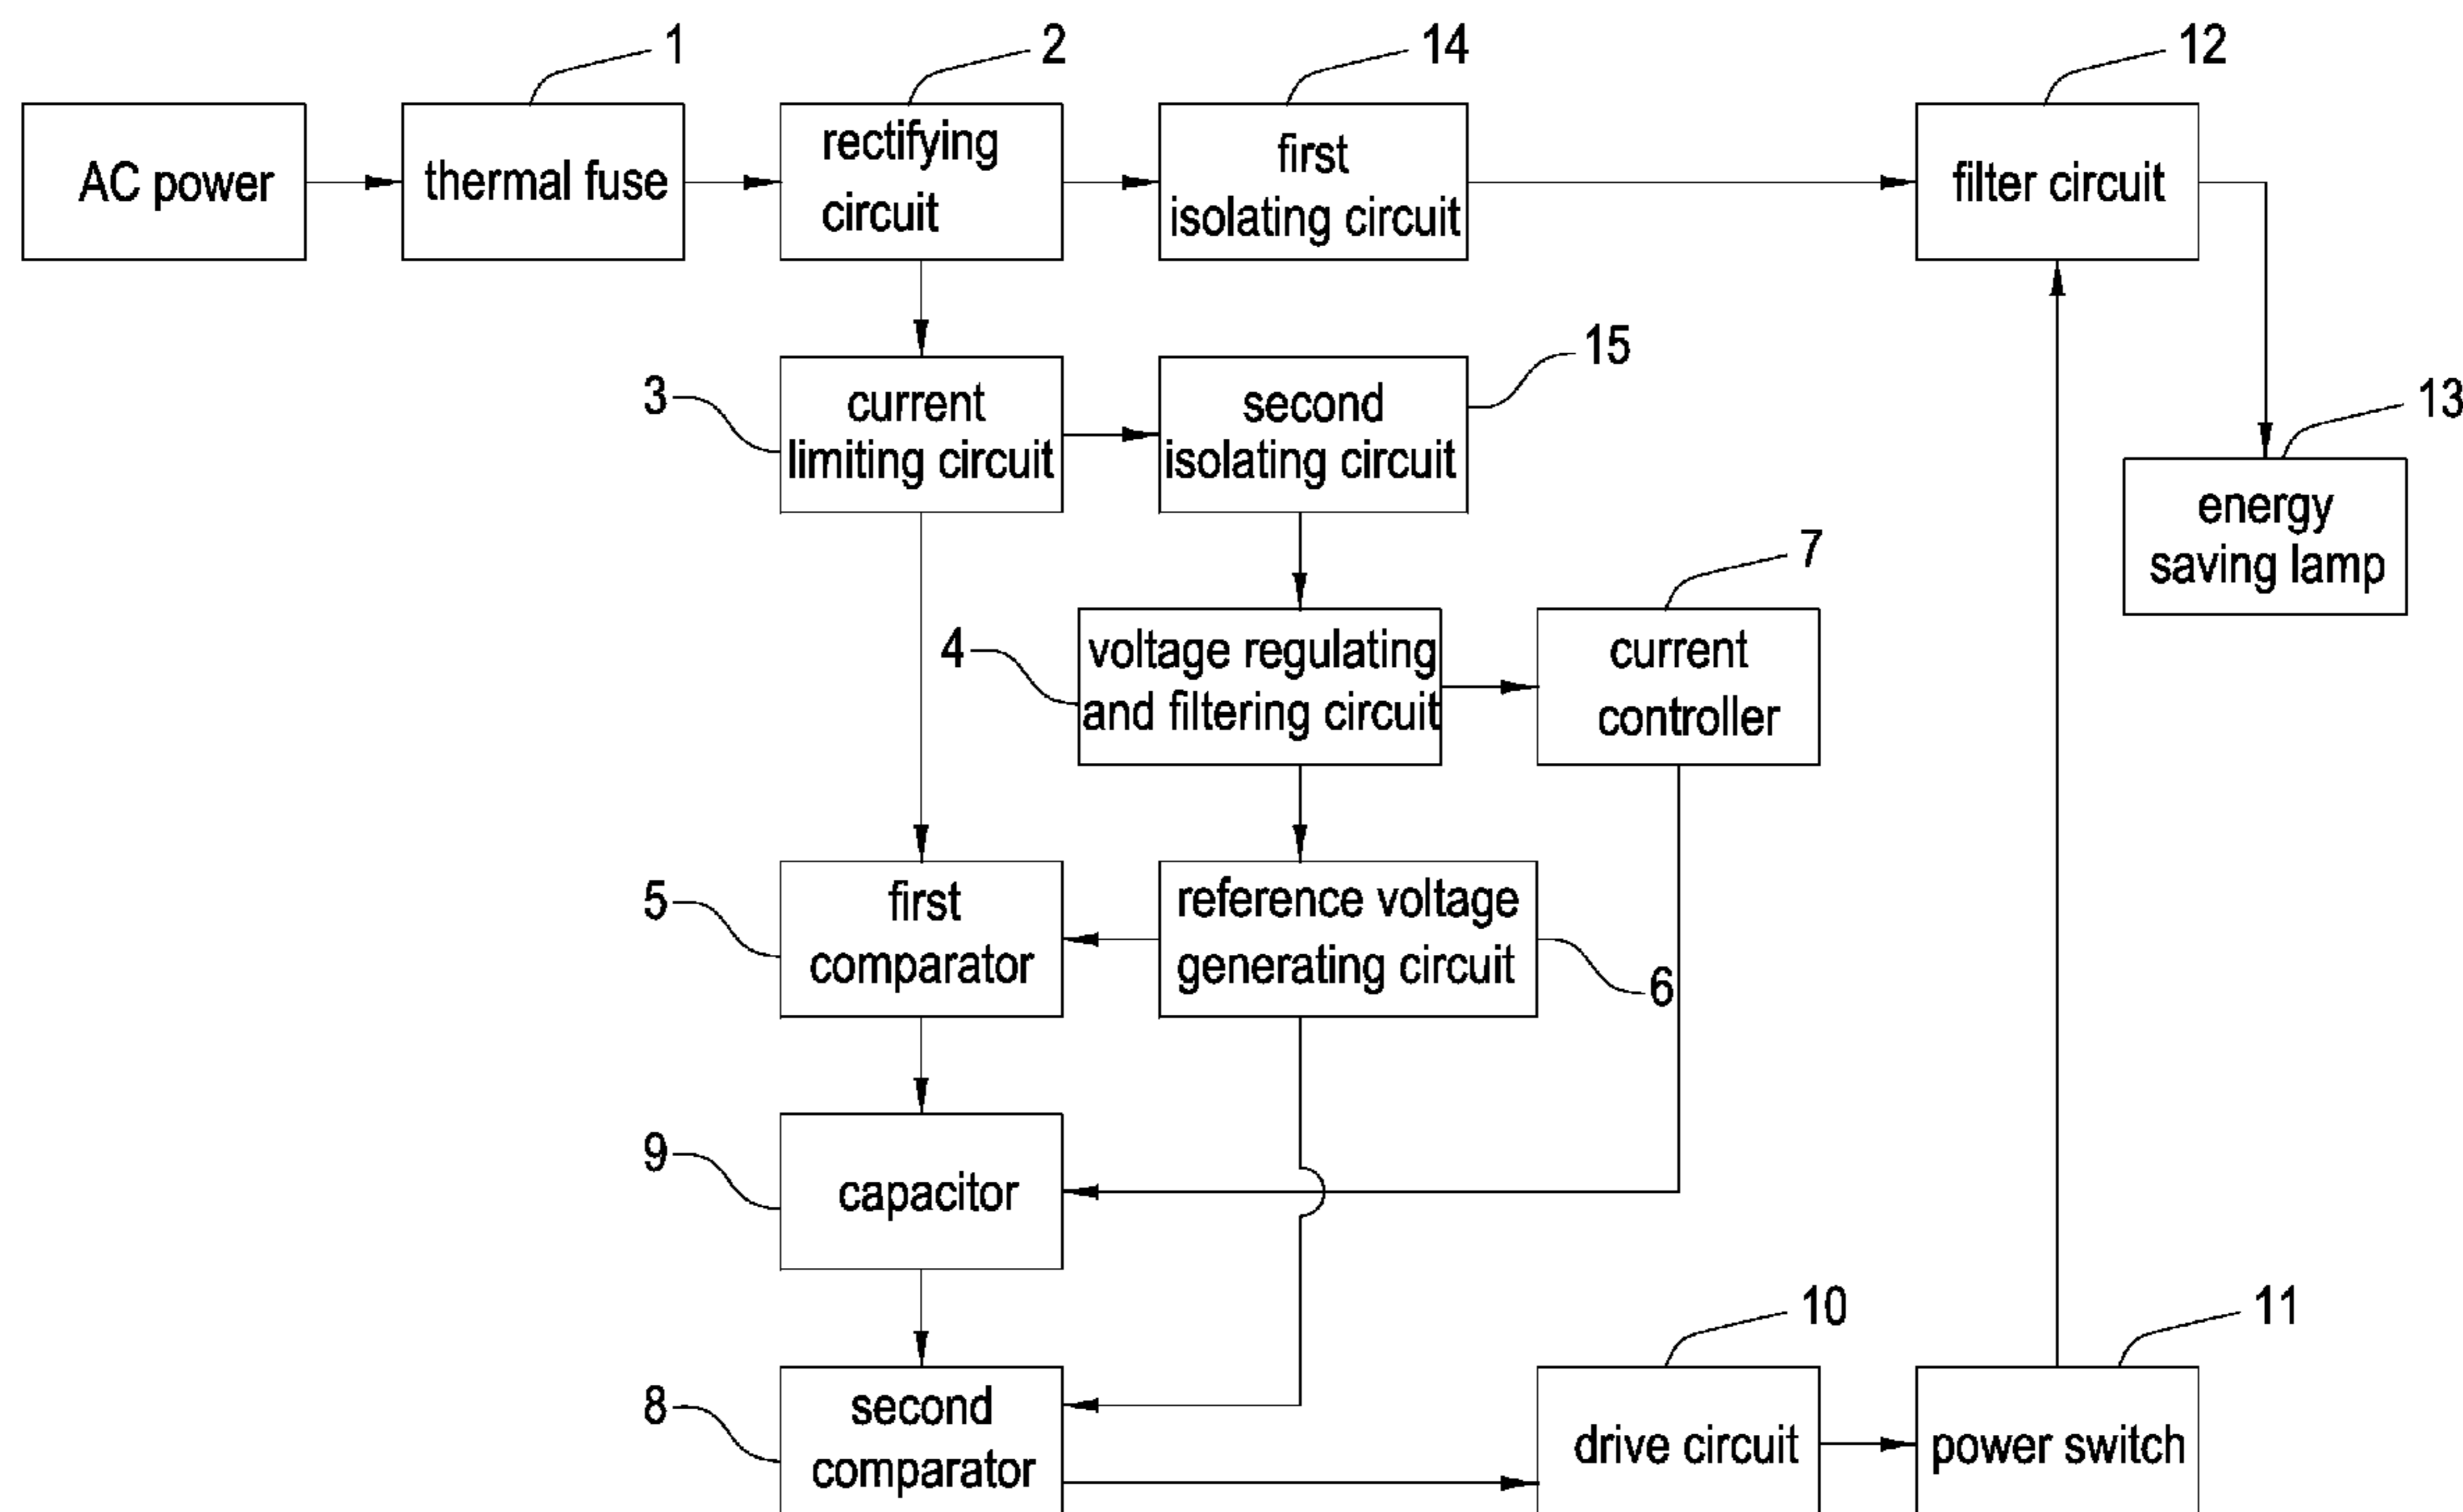 1
2
14
12
AC power
thermal fuse
rectifying
circuit
first
isolating circuit
filter circuit
3
current
limiting circuit
second
isolating circuit
15
13
energy
saving lamp
4
voltage regulating
and filtering circuit
7
current
controller
5
first
comparator
reference voltage
generating circuit
6
9
capacitor
8
second
comparator
10
drive circuit
11
power switch